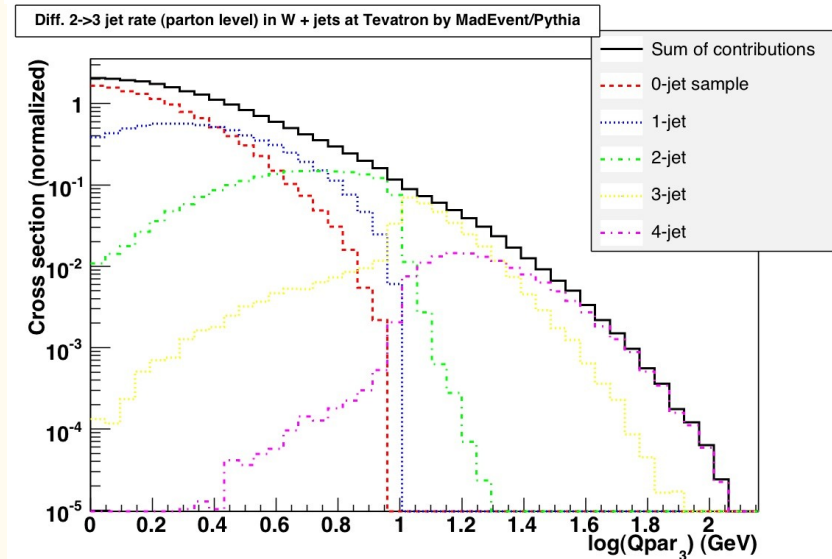 Diff. 2->3 jet rate (parton level) in W + jets at Tevatron by MadEvent/Pythia
Sum of contributions
0-jet sample
1-jet
2-jet
3-jet
4-jet
Cross section (normalized)
1
10^-1
10^-2
10^-3
10^-4
10^-5
0 0.2 0.4 0.6 0.8 1 1.2 1.4 1.6 1.8 2
log(Qpar_3) (GeV)